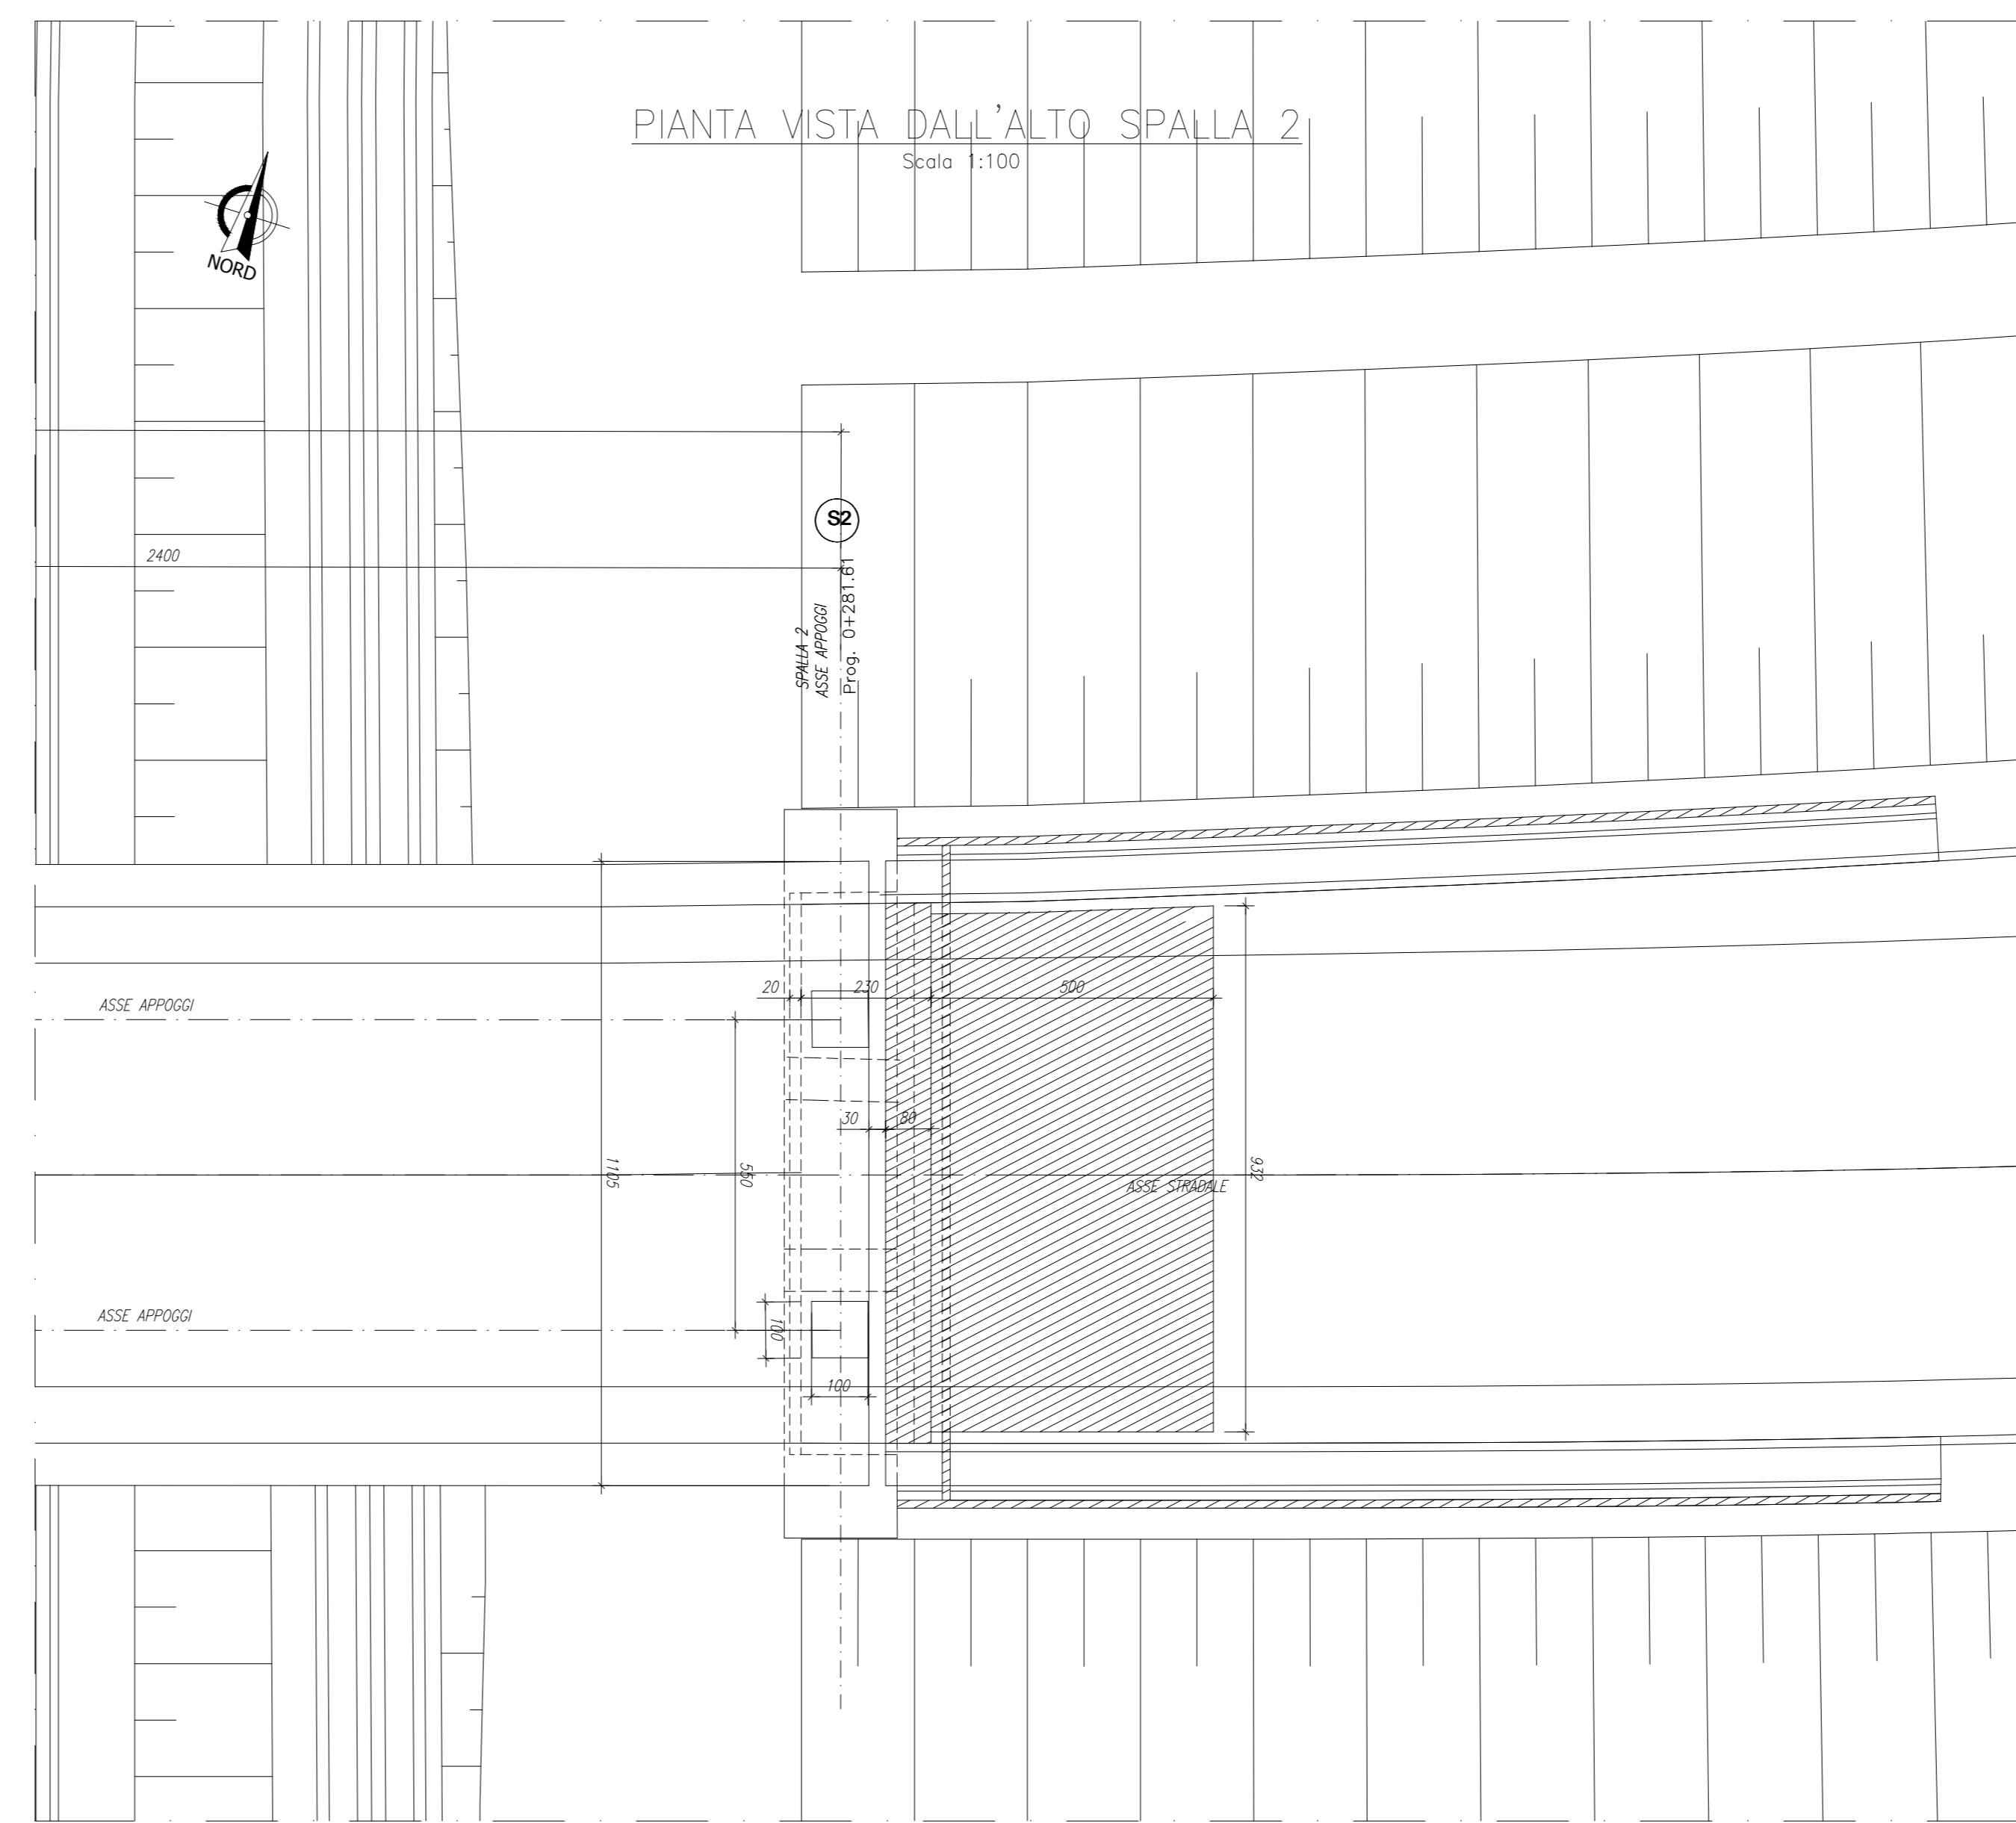 PIANTA VISTA DALL'ALTO SPALLA 2
Scala 1:100
NORD
S2
2400
SPALLA 2
ASSE APPOGGI
Prog. 0+281.61
ASSE APPOGGI
20
230
500
30
80
1105
550
932
ASSE STRADALE
ASSE APPOGGI
100
100